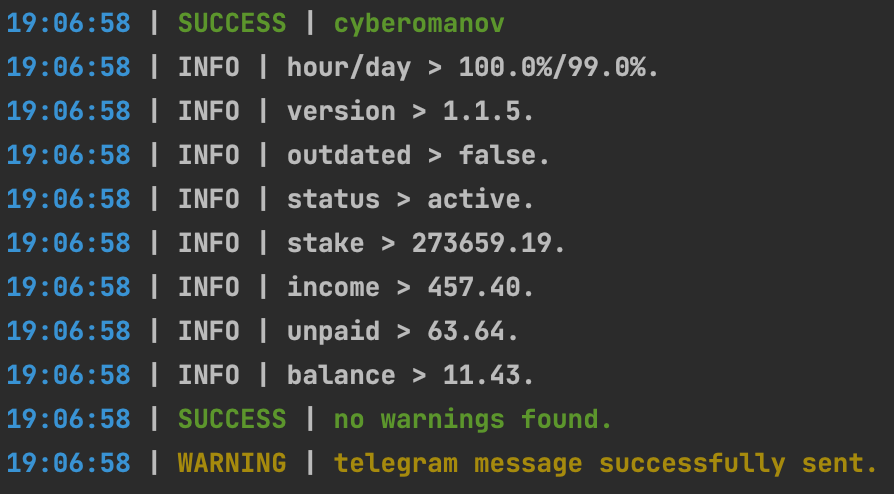 19:06:58 | SUCCESS | cyberomanov
19:06:58 | INFO | hour/day > 100.0%/99.0%.
19:06:58 | INFO | version > 1.1.5.
19:06:58 | INFO | outdated > false.
19:06:58 | INFO | status > active.
19:06:58 | INFO | stake > 273659.19.
19:06:58 | INFO | income > 457.40.
19:06:58 | INFO | unpaid > 63.64.
19:06:58 | INFO | balance > 11.43.
19:06:58 | SUCCESS | no warnings found.
19:06:58 | WARNING | telegram message successfully sent.